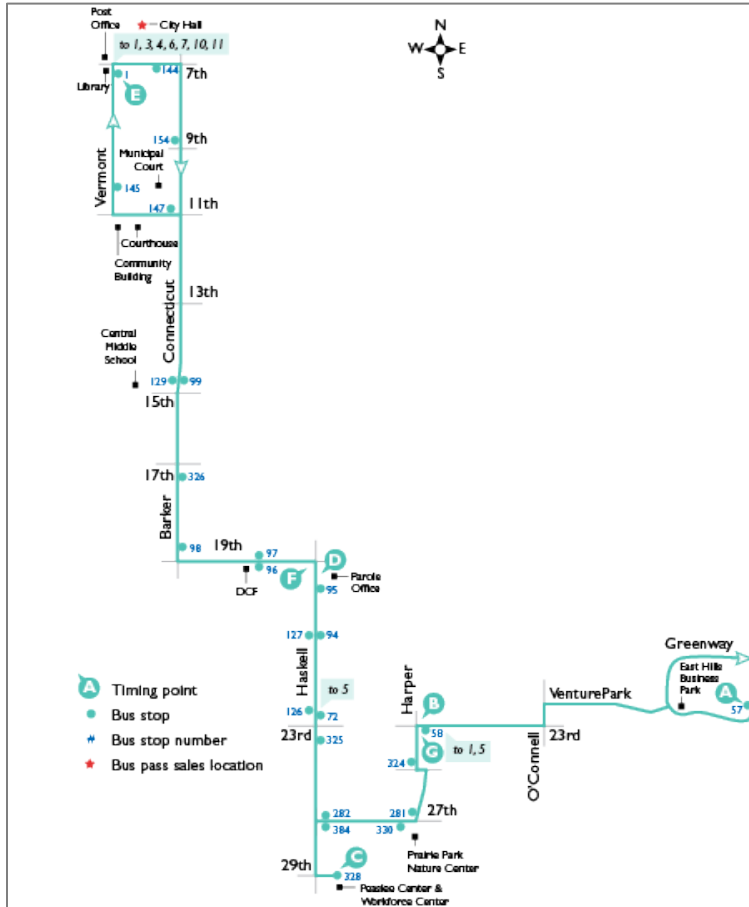 Post
Office
City Hall
N
W
E
S
to 1, 3, 4, 6, 7, 10, 11
1
144
7th
Library
E
154
9th
Municipal
Court
Vermont
145
147
11th
Courthouse
Community
Building
13th
Connecticut
Central
Middle
School
129
99
15th
17th
326
Barker
98
19th
97
96
DCF
D
F
Parole
Office
95
127
94
Haskell
Harper
Greenway
East Hills
Business
Park
A
57
VenturePark
A Timing point
Bus stop
# Bus stop number
Bus pass sales location
to 5
126
72
23rd
325
B
58
G
to 1, 5
324
O'Connell
23rd
282
384
281
330
27th
Prairie Park
Nature Center
29th
C
328
Peaslee Center &
Workforce Center